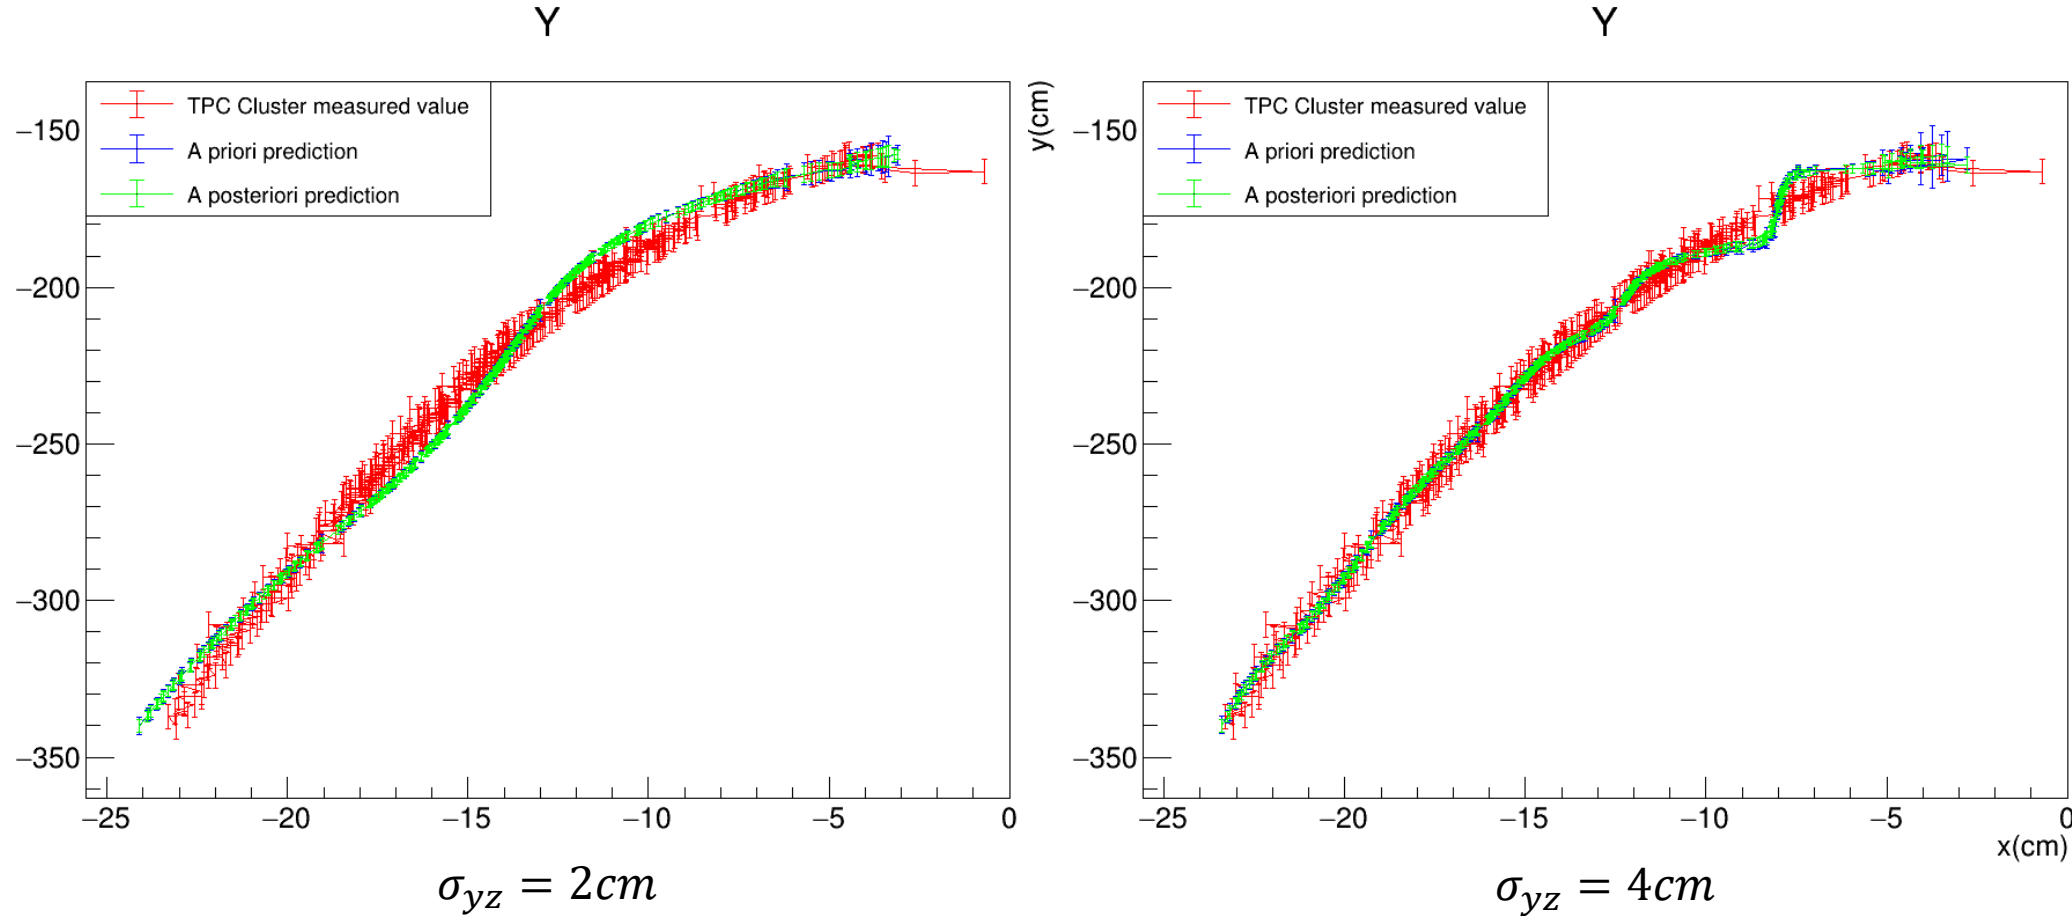 Y
TPC Cluster measured value
A priori prediction
A posteriori prediction
−150
−200
−250
−300
−350
−25 −20 −15 −10 −5 0
σyz = 2cm
Y
y(cm)
TPC Cluster measured value
A priori prediction
A posteriori prediction
−150
−200
−250
−300
−350
−25 −20 −15 −10 −5 0
x(cm)
σyz = 4cm